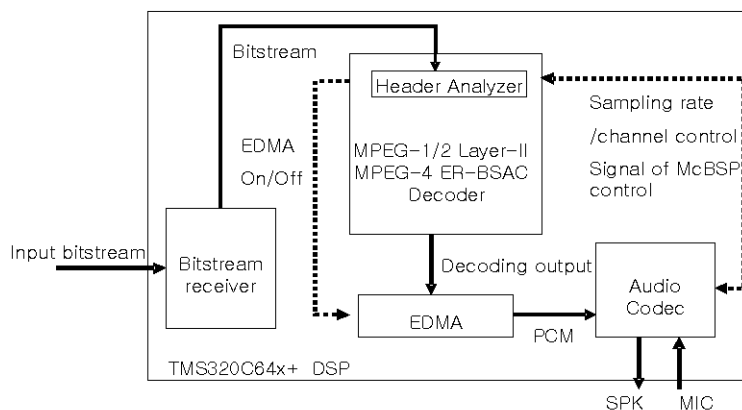 Bitstream
Header Analyzer
Sampling rate
/channel control
Signal of McBSP
control
EDMA
On/Off
MPEG-1/2 Layer-II
MPEG-4 ER-BSAC
Decoder
Input bitstream
Bitstream
receiver
Decoding output
Audio
Codec
EDMA
PCM
TMS320C64x+ DSP
SPK
MIC